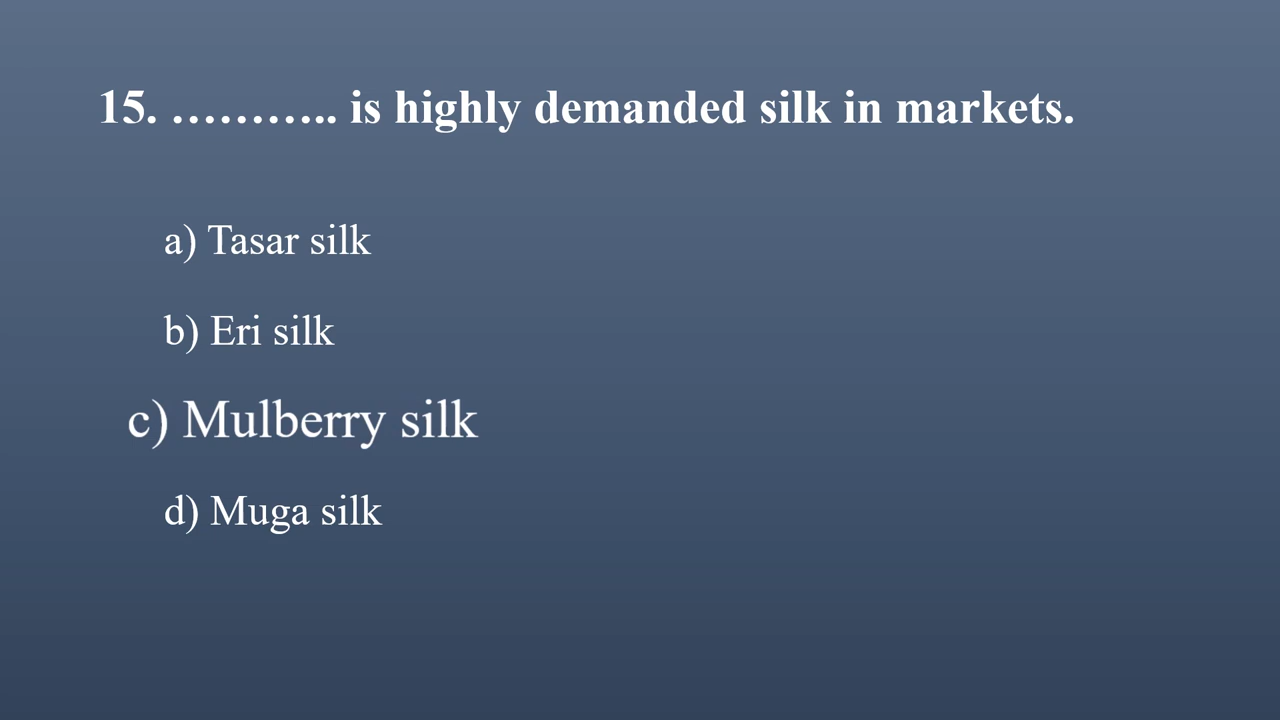 15. ……….. is highly demanded silk in markets.
a) Tasar silk
b) Eri silk
c) Mulberry silk
d) Muga silk